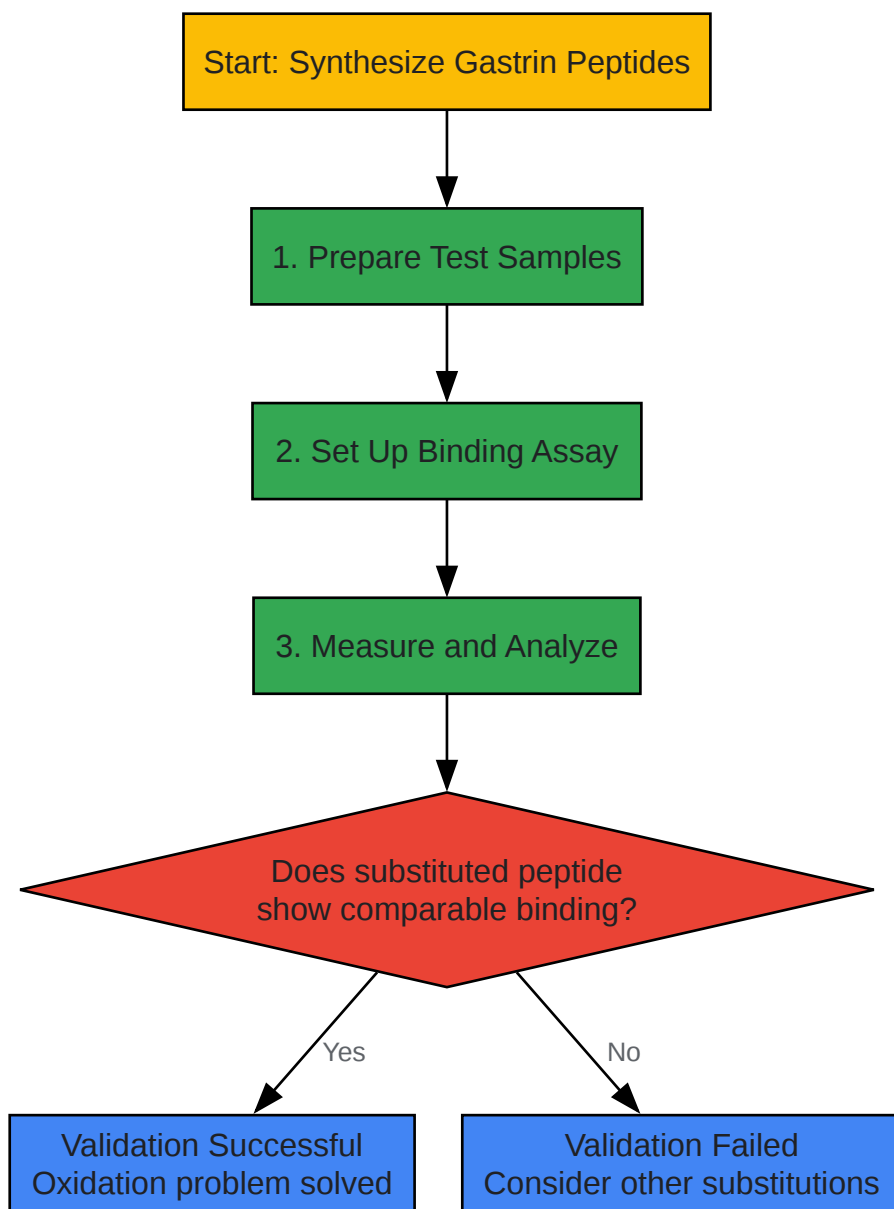 Start: Synthesize Gastrin Peptides
1. Prepare Test Samples
2. Set Up Binding Assay
3. Measure and Analyze
Does substituted peptide
show comparable binding?
Yes
No
Validation Successful
Oxidation problem solved
Validation Failed
Consider other substitutions